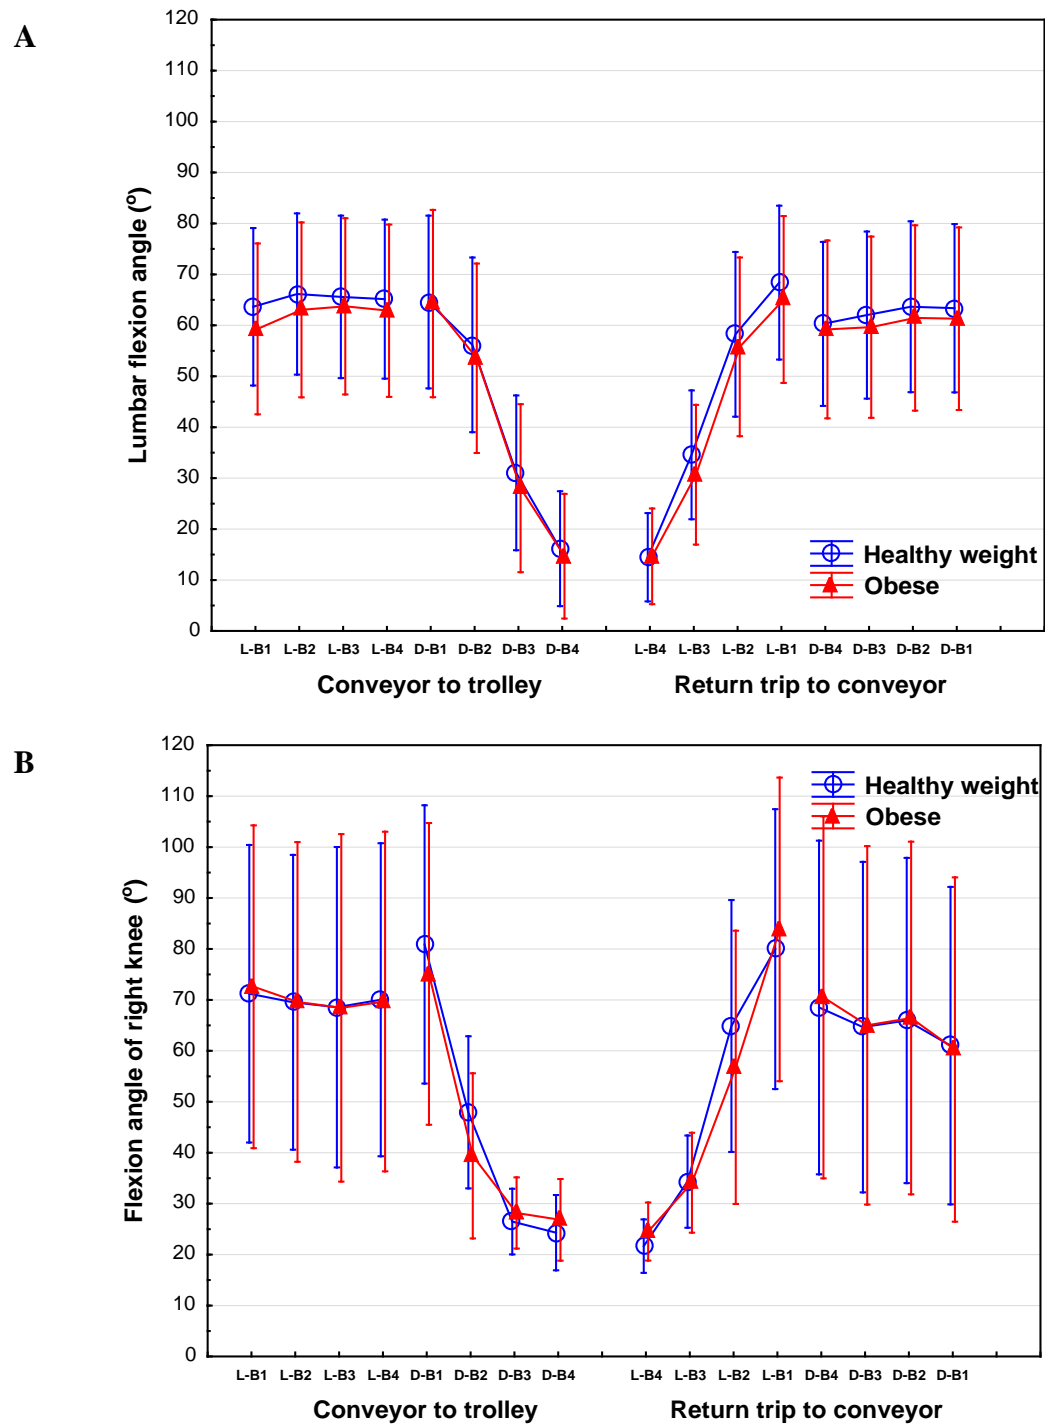 A
120
110
100
90
80
70
60
50
40
30
20
10
0
Lumbar flexion angle (º)
Healthy weight
Obese
L-B1 L-B2 L-B3 L-B4 D-B1 D-B2 D-B3 D-B4 L-B4 L-B3 L-B2 L-B1 D-B4 D-B3 D-B2 D-B1
Conveyor to trolley Return trip to conveyor
B
120
110
100
90
80
70
60
50
40
30
20
10
0
Flexion angle of right knee (º)
Healthy weight
Obese
L-B1 L-B2 L-B3 L-B4 D-B1 D-B2 D-B3 D-B4 L-B4 L-B3 L-B2 L-B1 D-B4 D-B3 D-B2 D-B1
Conveyor to trolley Return trip to conveyor